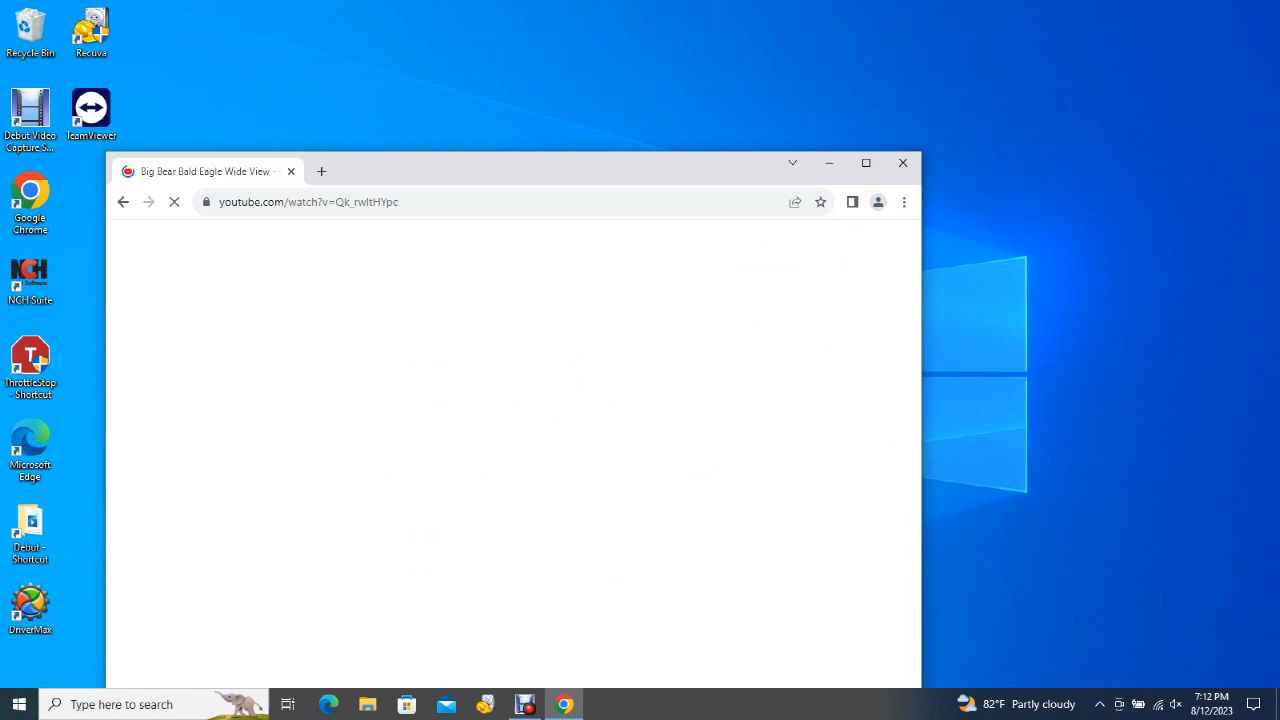 Recycle Bin
Recuva
Debut Video
Capture S...
TeamViewer
Big Bear Bald Eagle Wide View -
youtube.com/watch?v=Qk_rwItHYpc
Google
Chrome
NCH
Software
NCH Suite
T
ThrottleStop
- Shortcut
Microsoft
Edge
Debut -
Shortcut
DriverMax
Type here to search
82°F Partly cloudy
7:12 PM
8/12/2023